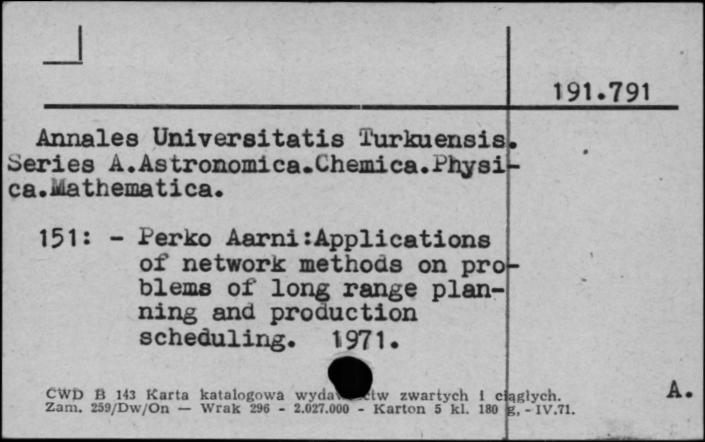 191.791
Annales Universitatis Turkuensis.
Series A.Astronomica.Chemica.Physi-
ca.Mathematica.
151: - Perko Aarni:Applications
of network methods on pro-
blems of long range plan-
ning and production
scheduling. 1971.
A.
CWD B 143 Karta katalogowa zwartych i ciągłych.
Zam. 259/Dw/On — Wrak 296 - 2.027.000 - Karton 5 kl. 180 g, - IV.71.